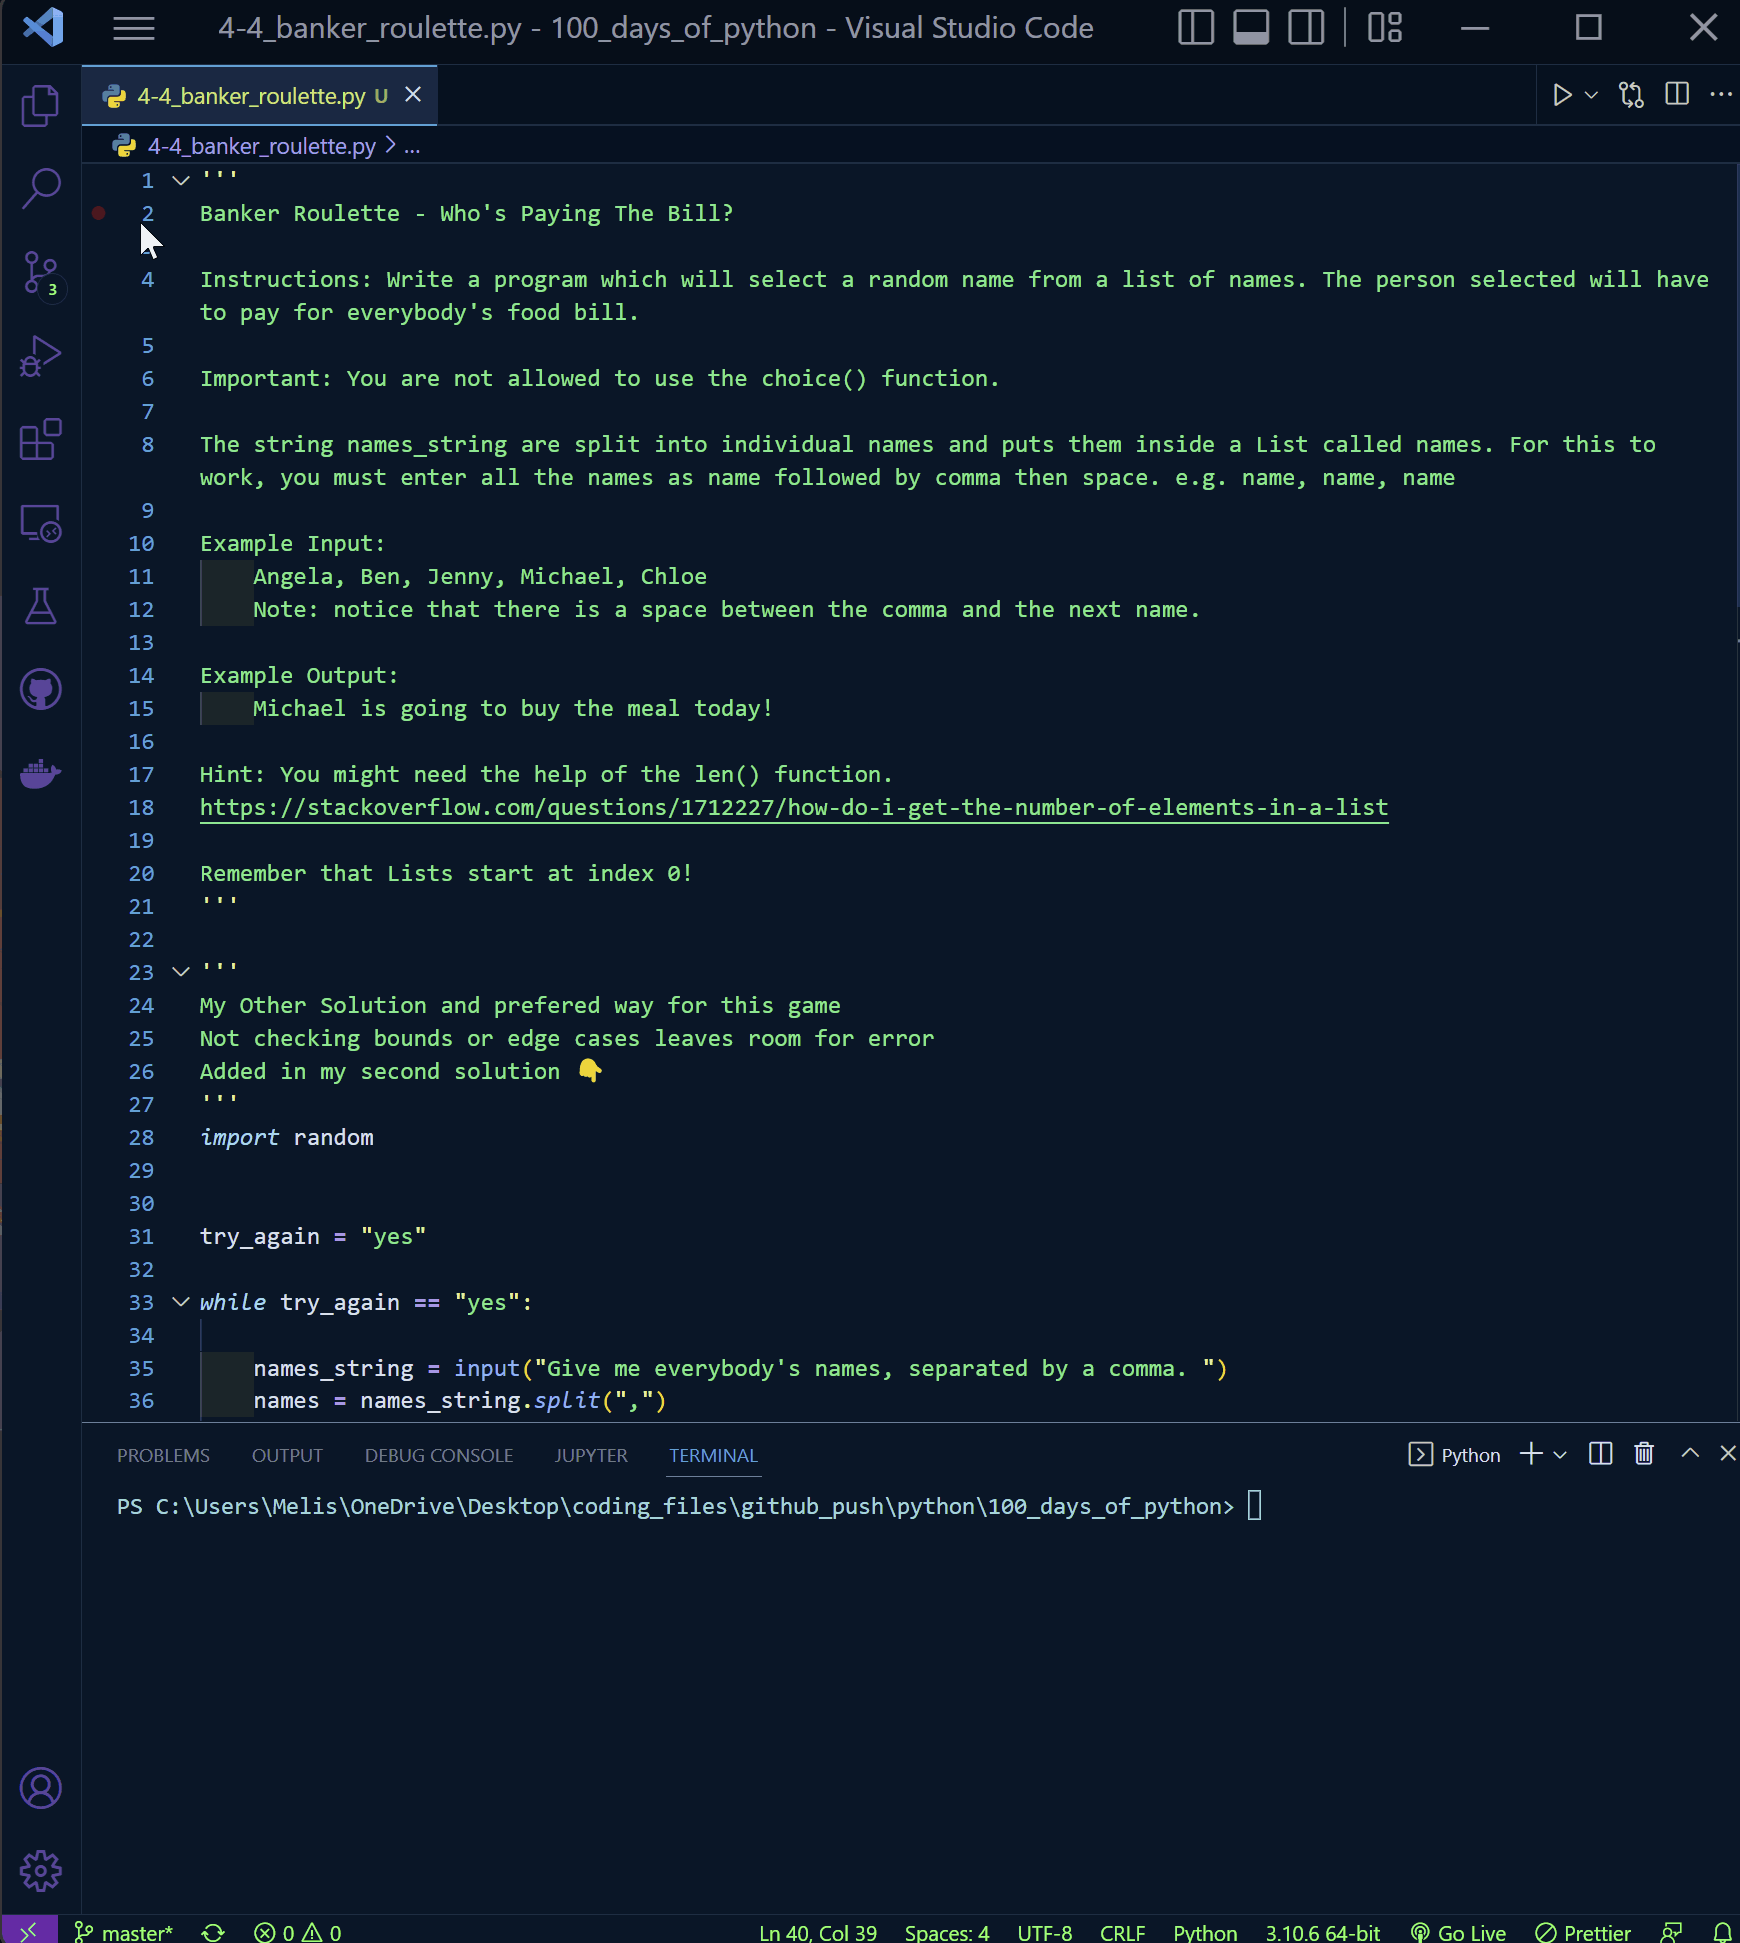 4-4_banker_roulette.py - 100_days_of_python - Visual Studio Code
4-4_banker_roulette.py U
4-4_banker_roulette.py > ...
1 '''
2 Banker Roulette - Who's Paying The Bill?
4 Instructions: Write a program which will select a random name from a list of names. The person selected will have
to pay for everybody's food bill.
5
6 Important: You are not allowed to use the choice() function.
7
8 The string names_string are split into individual names and puts them inside a List called names. For this to
work, you must enter all the names as name followed by comma then space. e.g. name, name, name
9
10 Example Input:
11 Angela, Ben, Jenny, Michael, Chloe
12 Note: notice that there is a space between the comma and the next name.
13
14 Example Output:
15 Michael is going to buy the meal today!
16
17 Hint: You might need the help of the len() function.
18 https://stackoverflow.com/questions/1712227/how-do-i-get-the-number-of-elements-in-a-list
19
20 Remember that Lists start at index 0!
21 '''
22
23 '''
24 My Other Solution and prefered way for this game
25 Not checking bounds or edge cases leaves room for error
26 Added in my second solution 👇
27 '''
28 import random
29
30
31 try_again = "yes"
32
33 while try_again == "yes":
34
35 names_string = input("Give me everybody's names, separated by a comma. ")
36 names = names_string.split(",")
3
PROBLEMS OUTPUT DEBUG CONSOLE JUPYTER TERMINAL Python
PS C:\Users\Melis\OneDrive\Desktop\coding_files\github_push\python\100_days_of_python>
master* 0 0 Ln 40, Col 39 Spaces: 4 UTF-8 CRLF Python 3.10.6 64-bit Go Live Prettier